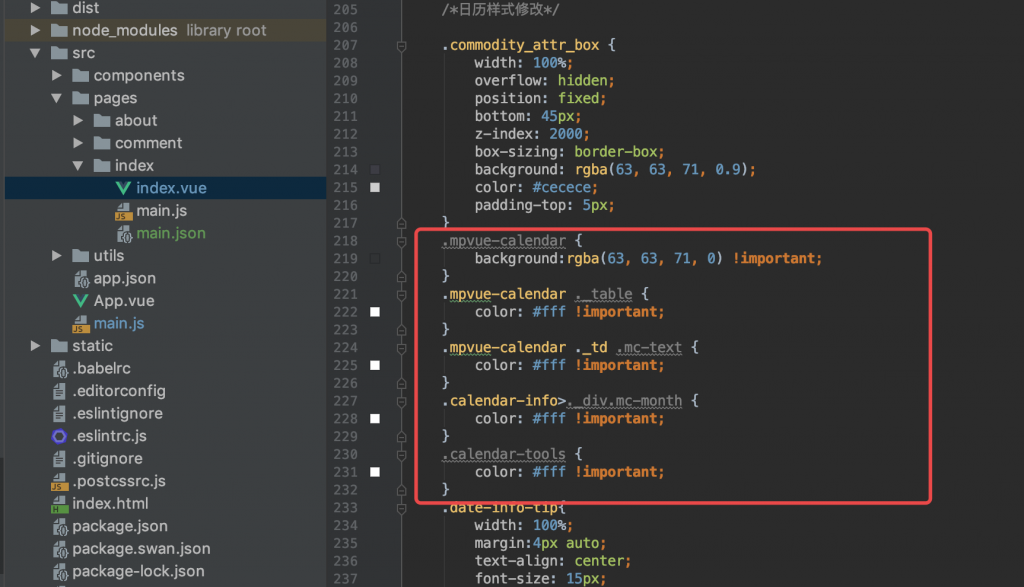 dist
node_modules library root
src
components
pages
about
comment
index
index.vue
main.js
main.json
utils
app.json
App.vue
main.js
static
.babelrc
.editorconfig
.eslintignore
.eslintrc.js
.gitignore
.postcssrc.js
index.html
package.json
package.swan.json
package-lock.json
205 /*日历样式修改*/
206
207 .commodity_attr_box {
208 width: 100%;
209 overflow: hidden;
210 position: fixed;
211 bottom: 45px;
212 z-index: 2000;
213 box-sizing: border-box;
214 background: rgba(63, 63, 71, 0.9);
215 color: #cecece;
216 padding-top: 5px;
217 }
218 .mpvue-calendar {
219 background:rgba(63, 63, 71, 0) !important;
220 }
221 .mpvue-calendar ._table {
222 color: #fff !important;
223 }
224 .mpvue-calendar ._td .mc-text {
225 color: #fff !important;
226 }
227 .calendar-info>._div.mc-month {
228 color: #fff !important;
229 }
230 .calendar-tools {
231 color: #fff !important;
232 }
233 .date-info-tip{
234 width: 100%;
235 margin:4px auto;
236 text-align: center;
237 font-size: 15px;